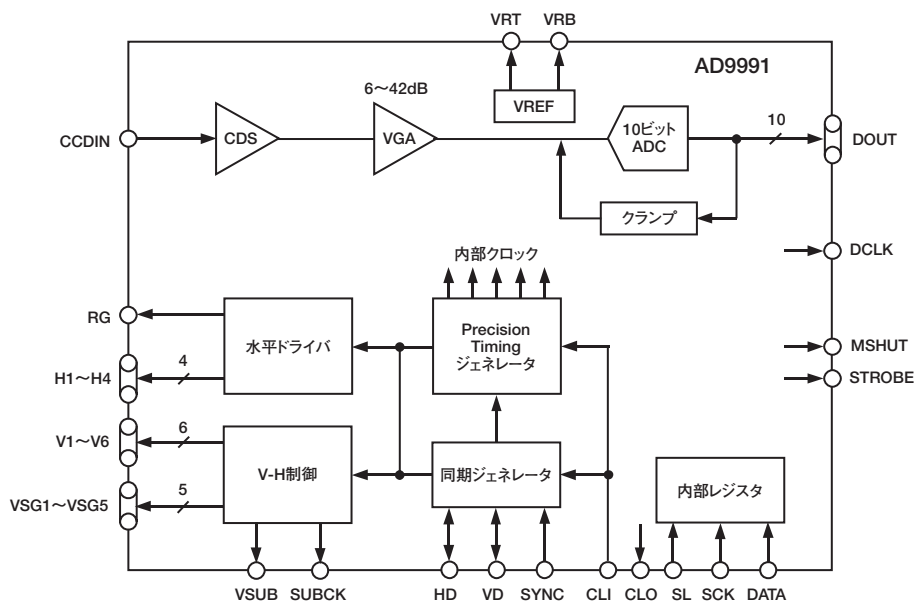 VRT VRB
AD9991
6～42dB
VREF
CCDIN
CDS
VGA
10ビット
ADC
10
DOUT
クランプ
DCLK
内部クロック
RG
水平ドライバ
Precision
Timing
ジェネレータ
MSHUT
4
H1～H4
STROBE
6
V1～V6
V-H制御
同期ジェネレータ
内部レジスタ
5
VSG1～VSG5
VSUB SUBCK HD VD SYNC CLI CLO SL SCK DATA